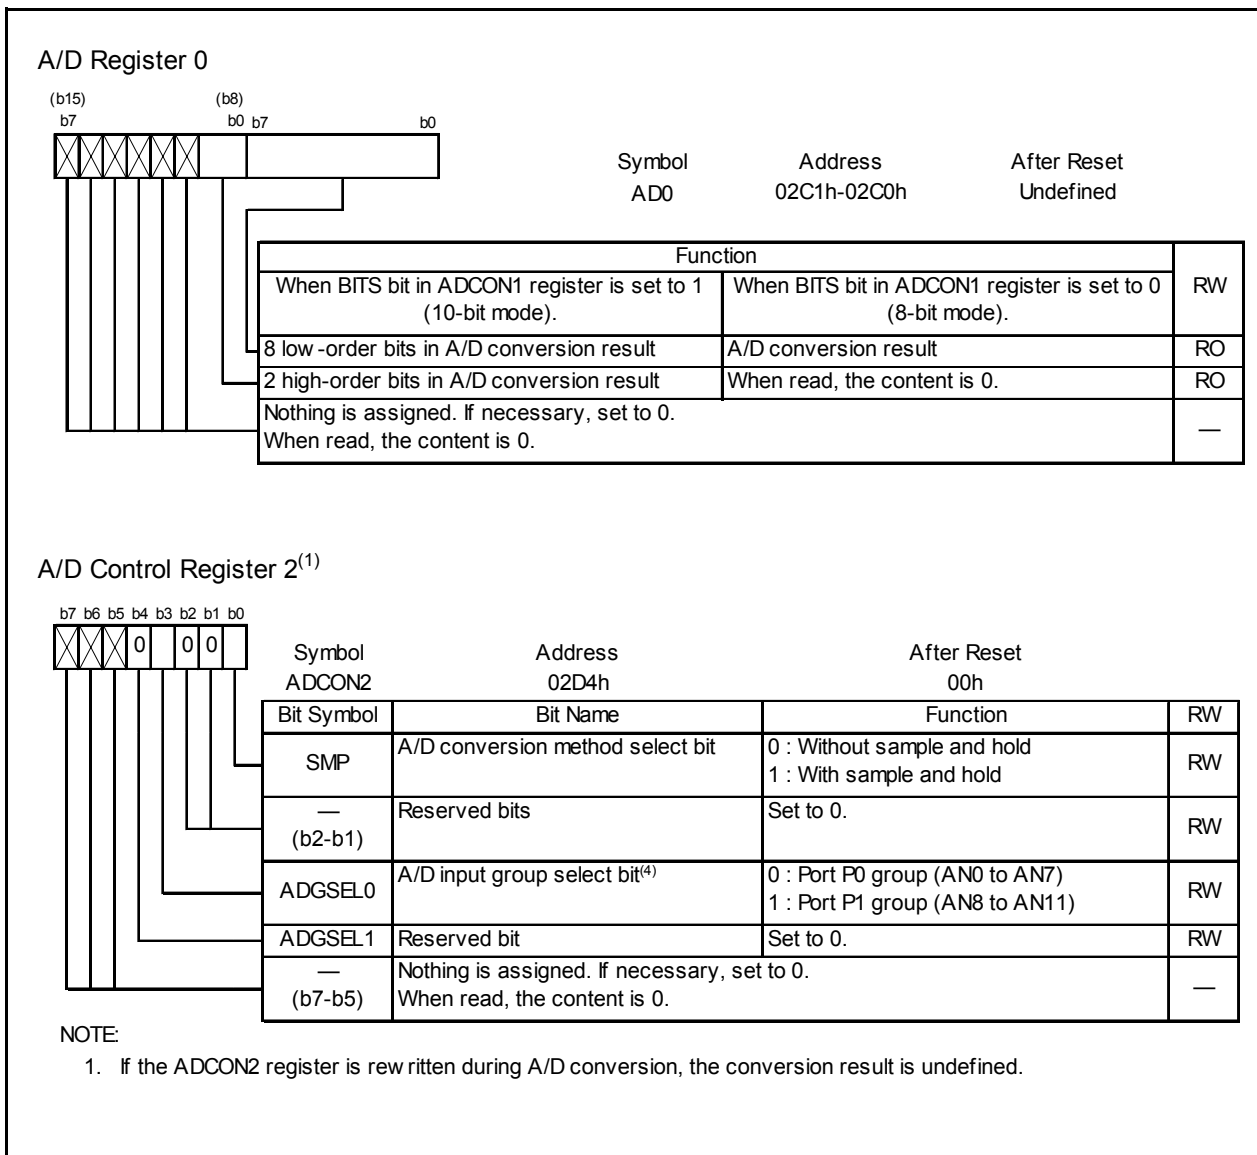 A/D Register 0
(b15) (b8)
b7 b0 b7 b0
Symbol Address After Reset
AD0 02C1h-02C0h Undefined
Function RW
When BITS bit in ADCON1 register is set to 1 (10-bit mode). When BITS bit in ADCON1 register is set to 0 (8-bit mode).
8 low-order bits in A/D conversion result A/D conversion result RO
2 high-order bits in A/D conversion result When read, the content is 0. RO
Nothing is assigned. If necessary, set to 0.
When read, the content is 0. —
A/D Control Register 2(1)
b7 b6 b5 b4 b3 b2 b1 b0
0 0 0
Symbol Address After Reset
ADCON2 02D4h 00h
Bit Symbol Bit Name Function RW
SMP A/D conversion method select bit 0 : Without sample and hold RW
1 : With sample and hold
— Reserved bits Set to 0. RW
(b2-b1)
ADGSEL0 A/D input group select bit(4) 0 : Port P0 group (AN0 to AN7) RW
1 : Port P1 group (AN8 to AN11)
ADGSEL1 Reserved bit Set to 0. RW
— Nothing is assigned. If necessary, set to 0. —
(b7-b5) When read, the content is 0.
NOTE:
1. If the ADCON2 register is rewritten during A/D conversion, the conversion result is undefined.